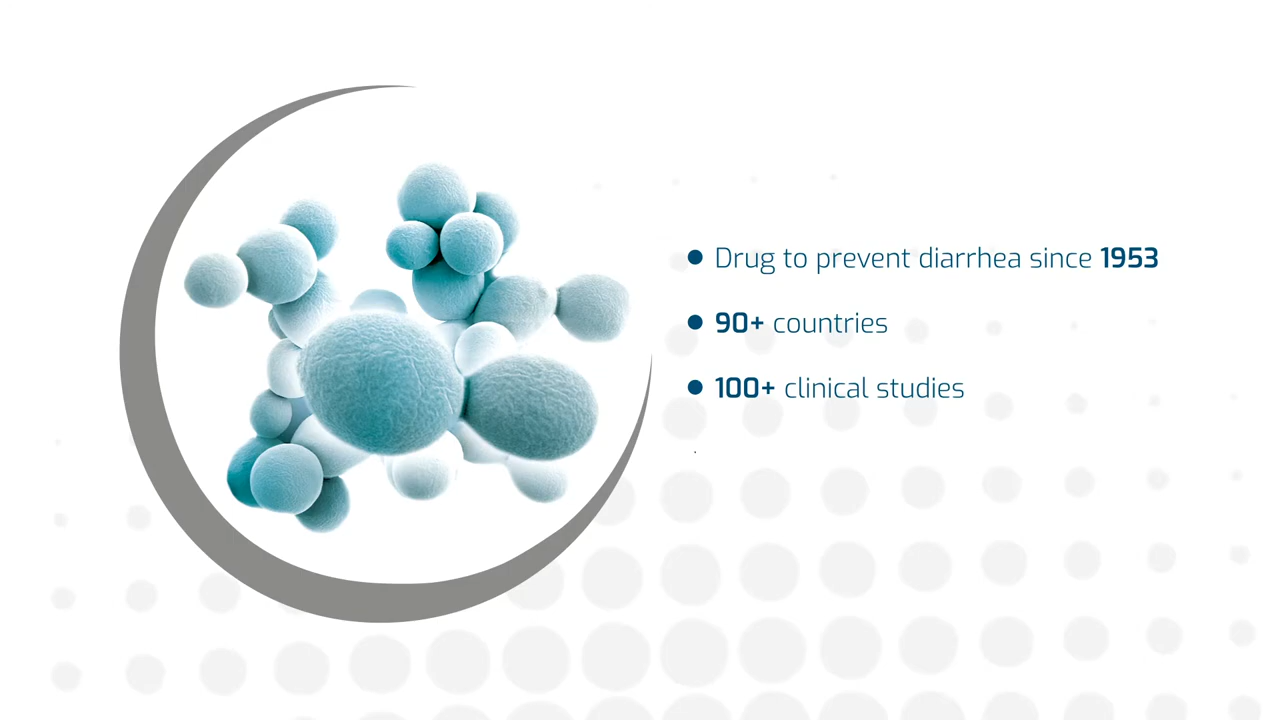 ● Drug to prevent diarrhea since 1953
● 90+ countries
● 100+ clinical studies